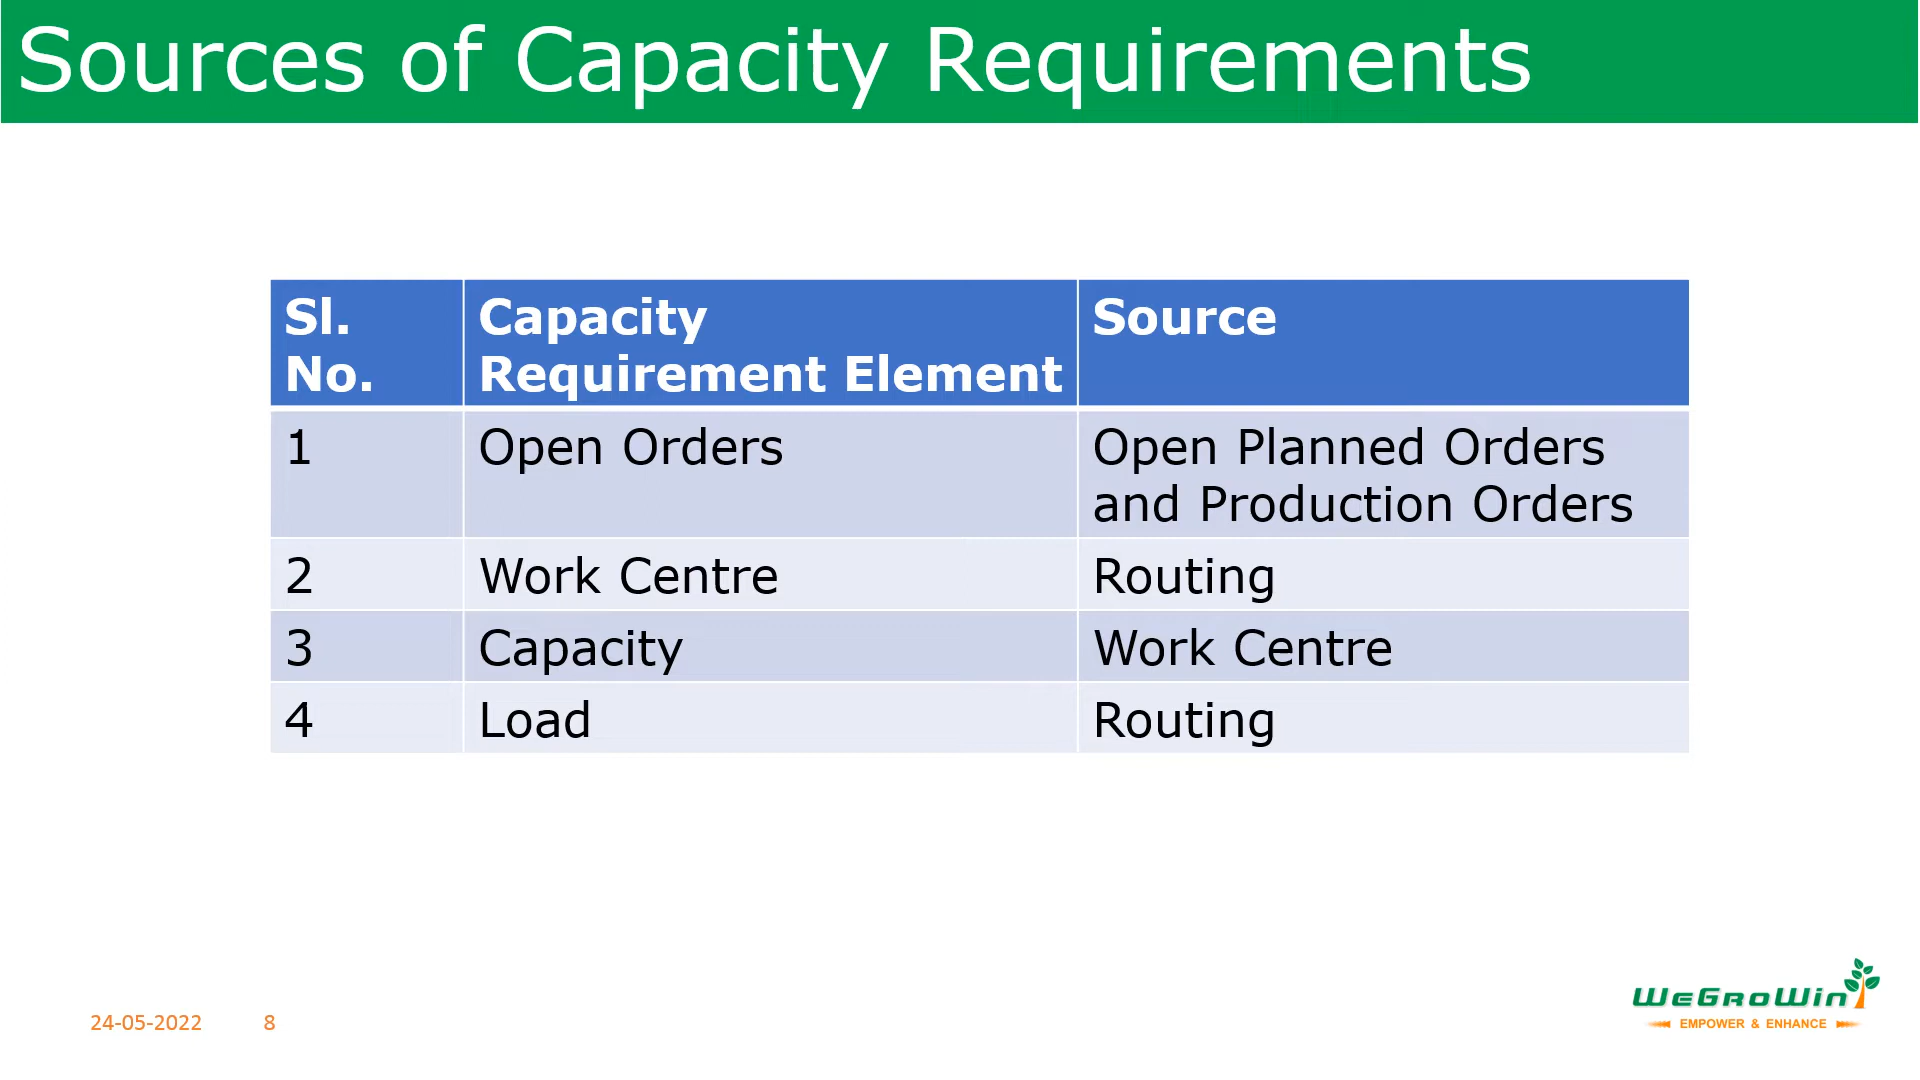 Sources of Capacity Requirements
Sl.
No.
Capacity
Requirement Element
Source
1
Open Orders
Open Planned Orders
and Production Orders
2
Work Centre
Routing
3
Capacity
Work Centre
4
Load
Routing
24-05-2022
8
WeGroWin
EMPOWER & ENHANCE